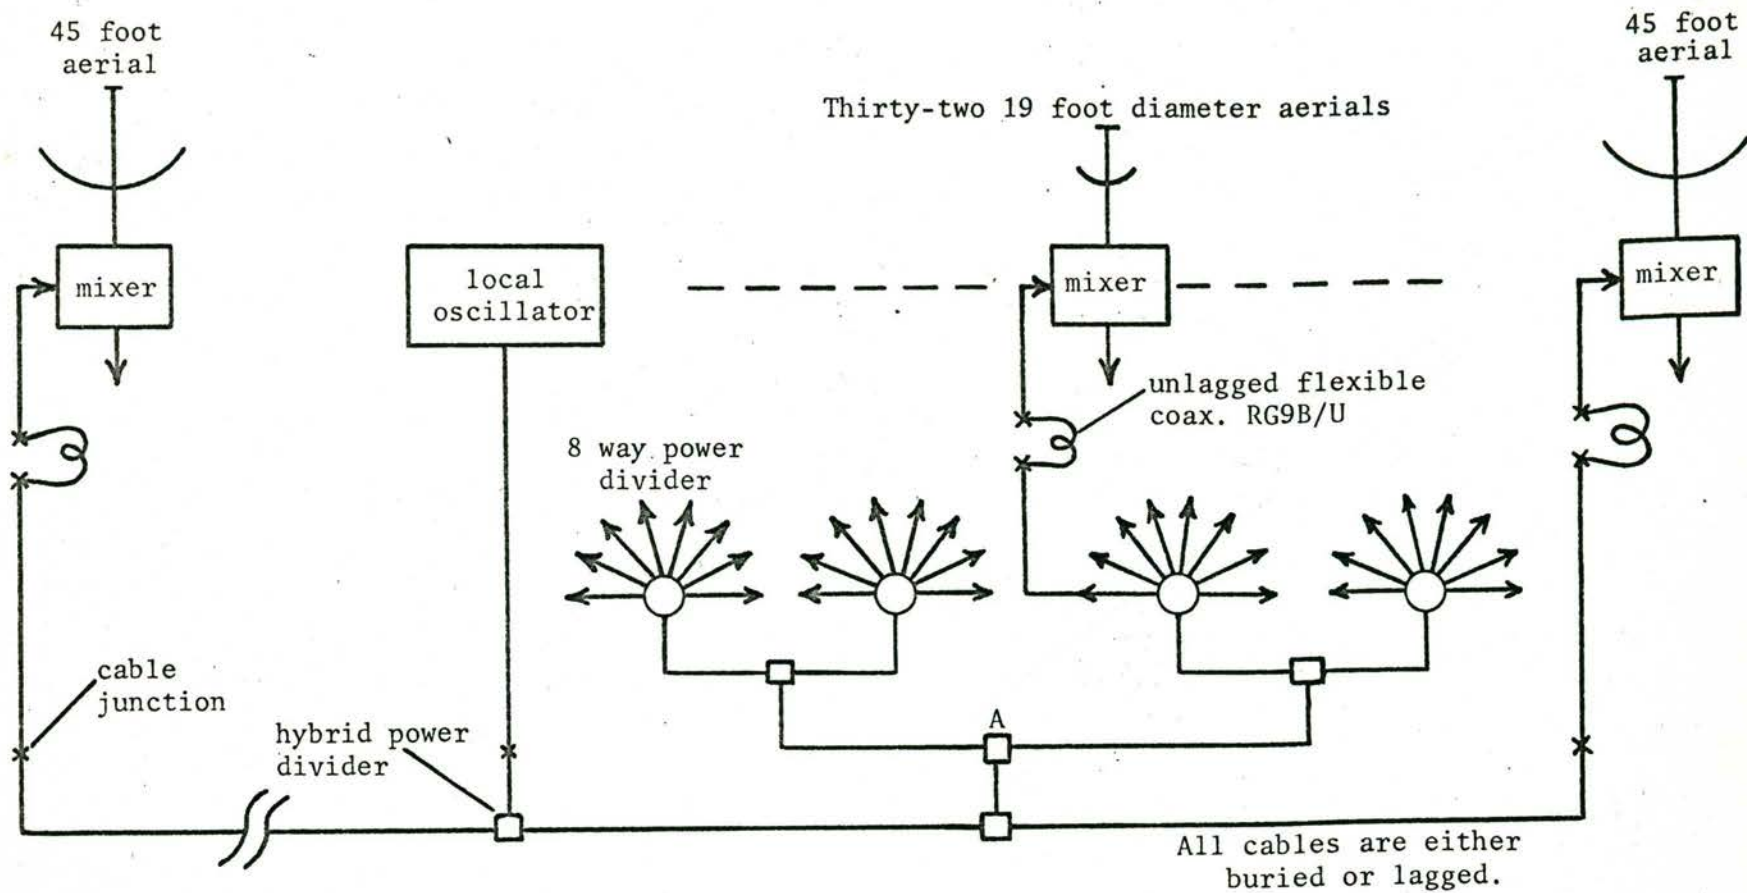 45 foot
aerial
45 foot
aerial
Thirty-two 19 foot diameter aerials
mixer
local
oscillator
mixer
mixer
unlagged flexible
coax. RG9B/U
8 way power
divider
cable
junction
hybrid power
divider
A
All cables are either
buried or lagged.